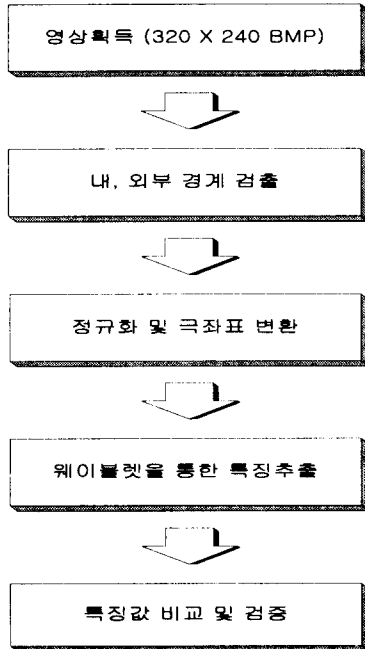 영상획득 (320 X 240 BMP)
내, 외부 경계 검출
정규화 및 극좌표 변환
웨이블렛을 통한 특징추출
특징값 비교 및 검증